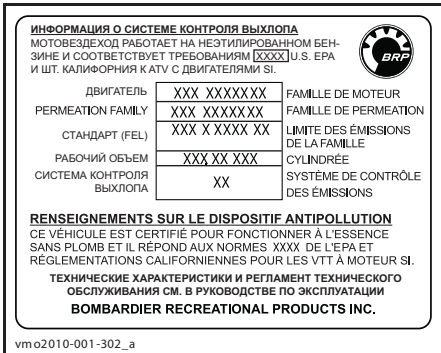 ИНФОРМАЦИЯ О СИСТЕМЕ КОНТРОЛЯ ВЫХЛОПА
МОТОВЕЗДЕХОД РАБОТАЕТ НА НЕЭТИЛИРОВАННОМ БЕН-
ЗИНЕ И СООТВЕТСТВУЕТ ТРЕБОВАНИЯМ XXXX U.S. EPA
И ШТ. КАЛИФОРНИЯ К ATV С ДВИГАТЕЛЯМИ SI.
BRP
ДВИГАТЕЛЬ XXX XXXXXXX FAMILLE DE MOTEUR
PERMEATION FAMILY XXX XXXXXXX FAMILLE DE PERMEATION
СТАНДАРТ (FEL) XXX X XXXX XX LIMITE DES ÉMISSIONS
DE LA FAMILLE
РАБОЧИЙ ОБЪЕМ XXX, XX XXX CYLINDRÉE
СИСТЕМА КОНТРОЛЯ
ВЫХЛОПА XX SYSTÈME DE CONTRÔLE
DES ÉMISSIONS
RENSEIGNEMENTS SUR LE DISPOSITIF ANTIPOLLUTION
CE VÉHICULE EST CERTIFIÉ POUR FONCTIONNER À L'ESSENCE
SANS PLOMB ET IL RÉPOND AUX NORMES XXXX DE L'EPA ET
RÉGLEMENTATIONS CALIFORNIENNES POUR LES VTT À MOTEUR SI.
ТЕХНИЧЕСКИЕ ХАРАКТЕРИСТИКИ И РЕГЛАМЕНТ ТЕХНИЧЕСКОГО
ОБСЛУЖИВАНИЯ СМ. В РУКОВОДСТВЕ ПО ЭКСПЛУАТАЦИИ
BOMBARDIER RECREATIONAL PRODUCTS INC.
vmo2010-001-302_a